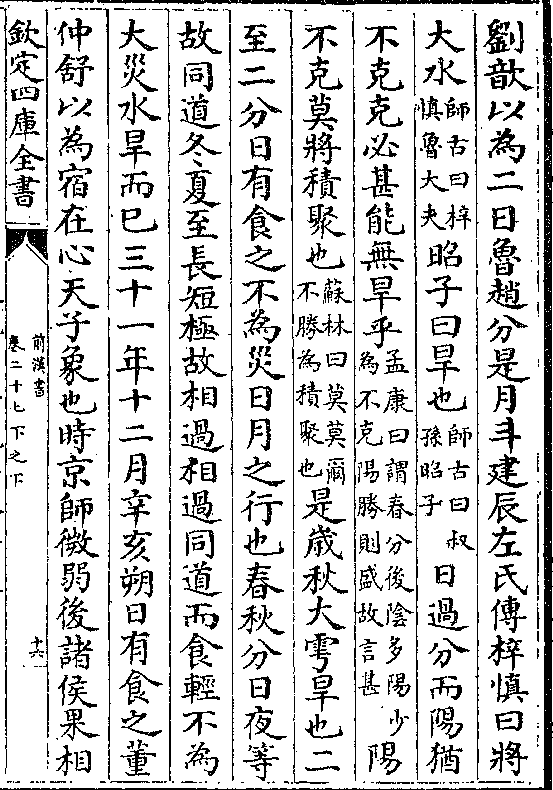 劉歆以為二日魯趙分是月斗建辰左氏傳梓慎曰將
大水師古曰梓慎魯大夫昭子曰旱也師古曰叔孫昭子日過分而陽猶
不克克必甚能無旱乎孟康曰謂春分後陰多陽少為不克陽勝則盛故言甚陽
不克莫將積聚也蘇林曰莫莫爾不勝為積聚也是歲秋大雩旱也二
至二分日有食之不為災日月之行也春秋分日夜等
故同道冬夏至長短極故相過相過同道而食輕不為
大災水旱而已三十一年十二月辛亥朔日有食之董
仲舒以為宿在心天子象也時京師微弱後諸侯果相
欽定四庫全書
前漢書
卷二十七下之下
十六